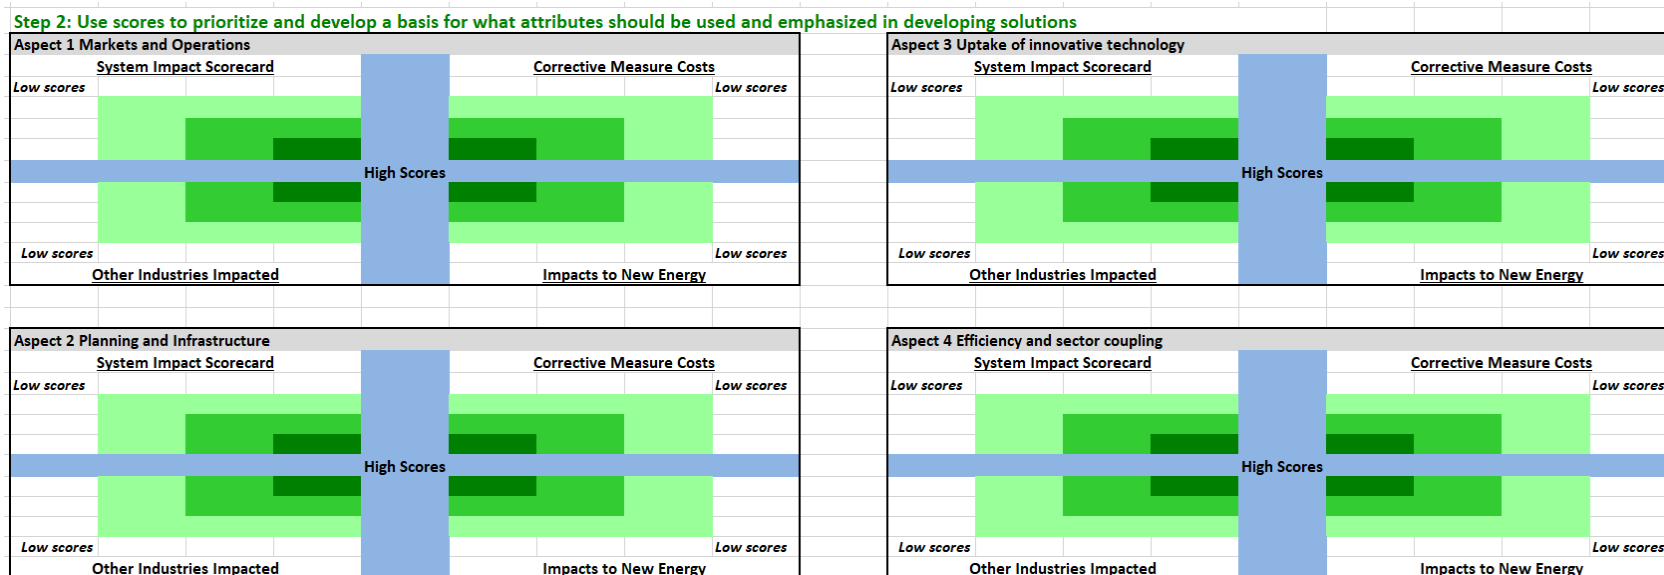 Step 2: Use scores to prioritize and develop a basis for what attributes should be used and emphasized in developing solutions
Aspect 1 Markets and Operations
System Impact Scorecard
Corrective Measure Costs
Low scores
Low scores
High Scores
Low scores
Low scores
Other Industries Impacted
Impacts to New Energy
Aspect 3 Uptake of innovative technology
System Impact Scorecard
Corrective Measure Costs
Low scores
Low scores
High Scores
Low scores
Low scores
Other Industries Impacted
Impacts to New Energy
Aspect 2 Planning and Infrastructure
System Impact Scorecard
Corrective Measure Costs
Low scores
Low scores
High Scores
Low scores
Low scores
Other Industries Impacted
Impacts to New Energy
Aspect 4 Efficiency and sector coupling
System Impact Scorecard
Corrective Measure Costs
Low scores
Low scores
High Scores
Low scores
Low scores
Other Industries Impacted
Impacts to New Energy